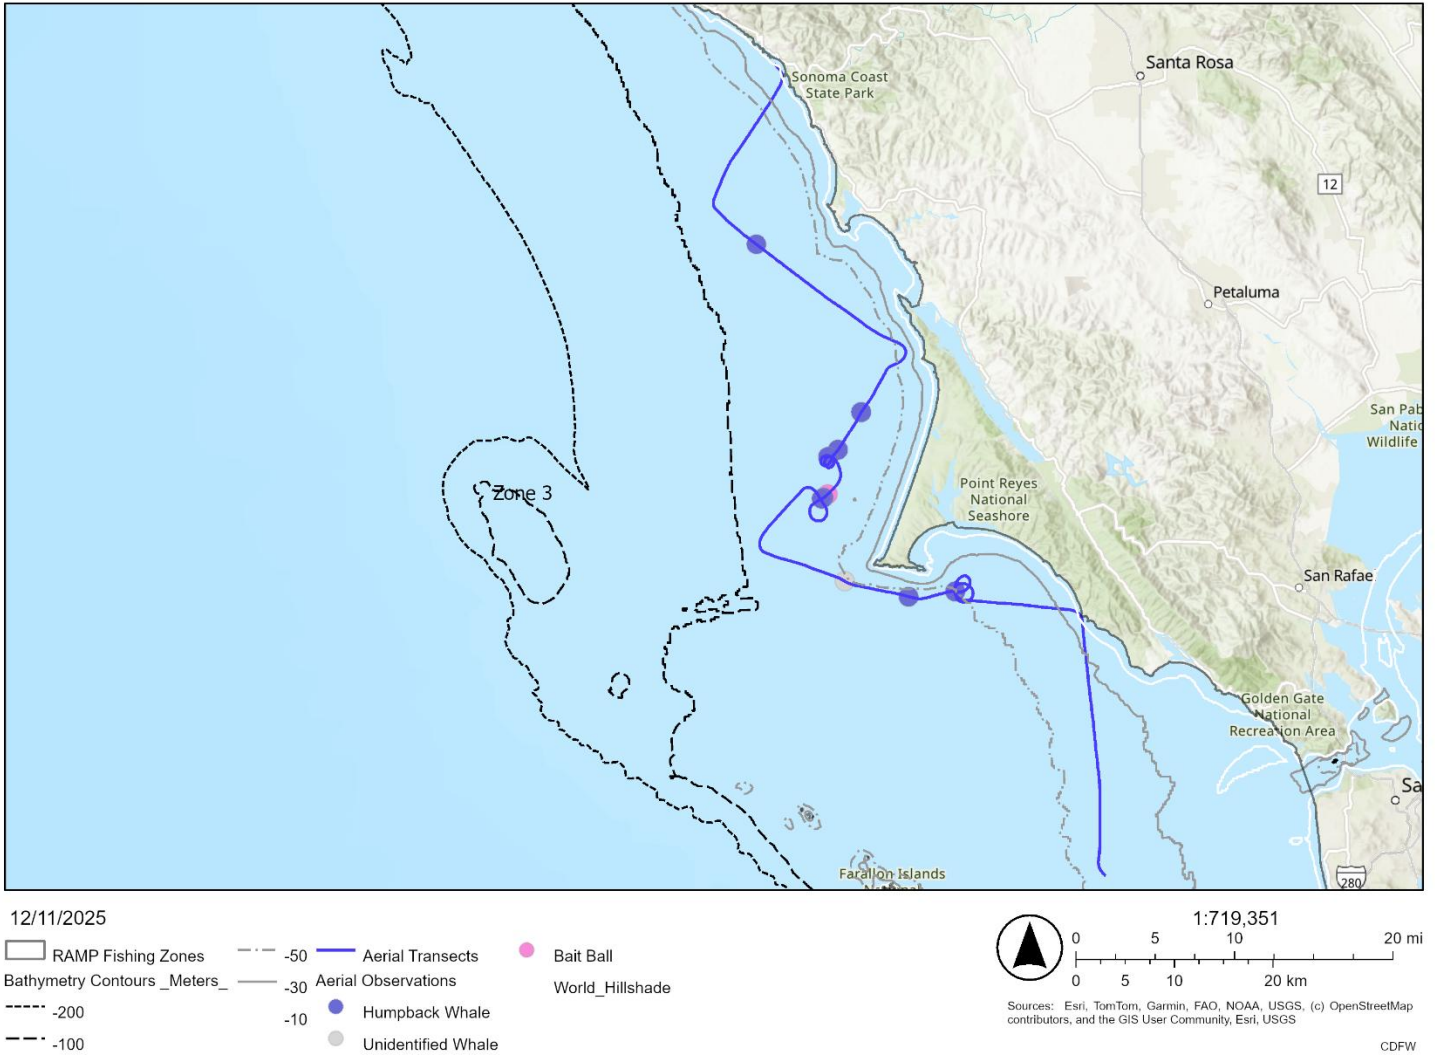 Santa Rosa
Sonoma Coast
State Park
12
Petaluma
San Pab
Natic
Wildlife
Point Reyes
National
Seashore
Zone 3
San Rafae
Golden Gate
National
Recreation Area
Sa
Farallon Islands
280
12/11/2025
RAMP Fishing Zones
Bathymetry Contours _Meters_
-200
-100
-50
-30
-10
Aerial Transects
Aerial Observations
Humpback Whale
Unidentified Whale
Bait Ball
World_Hillshade
1:719,351
0 5 10 20 mi
0 5 10 20 km
Sources: Esri, TomTom, Garmin, FAO, NOAA, USGS, (c) OpenStreetMap
contributors, and the GIS User Community, Esri, USGS
CDFW